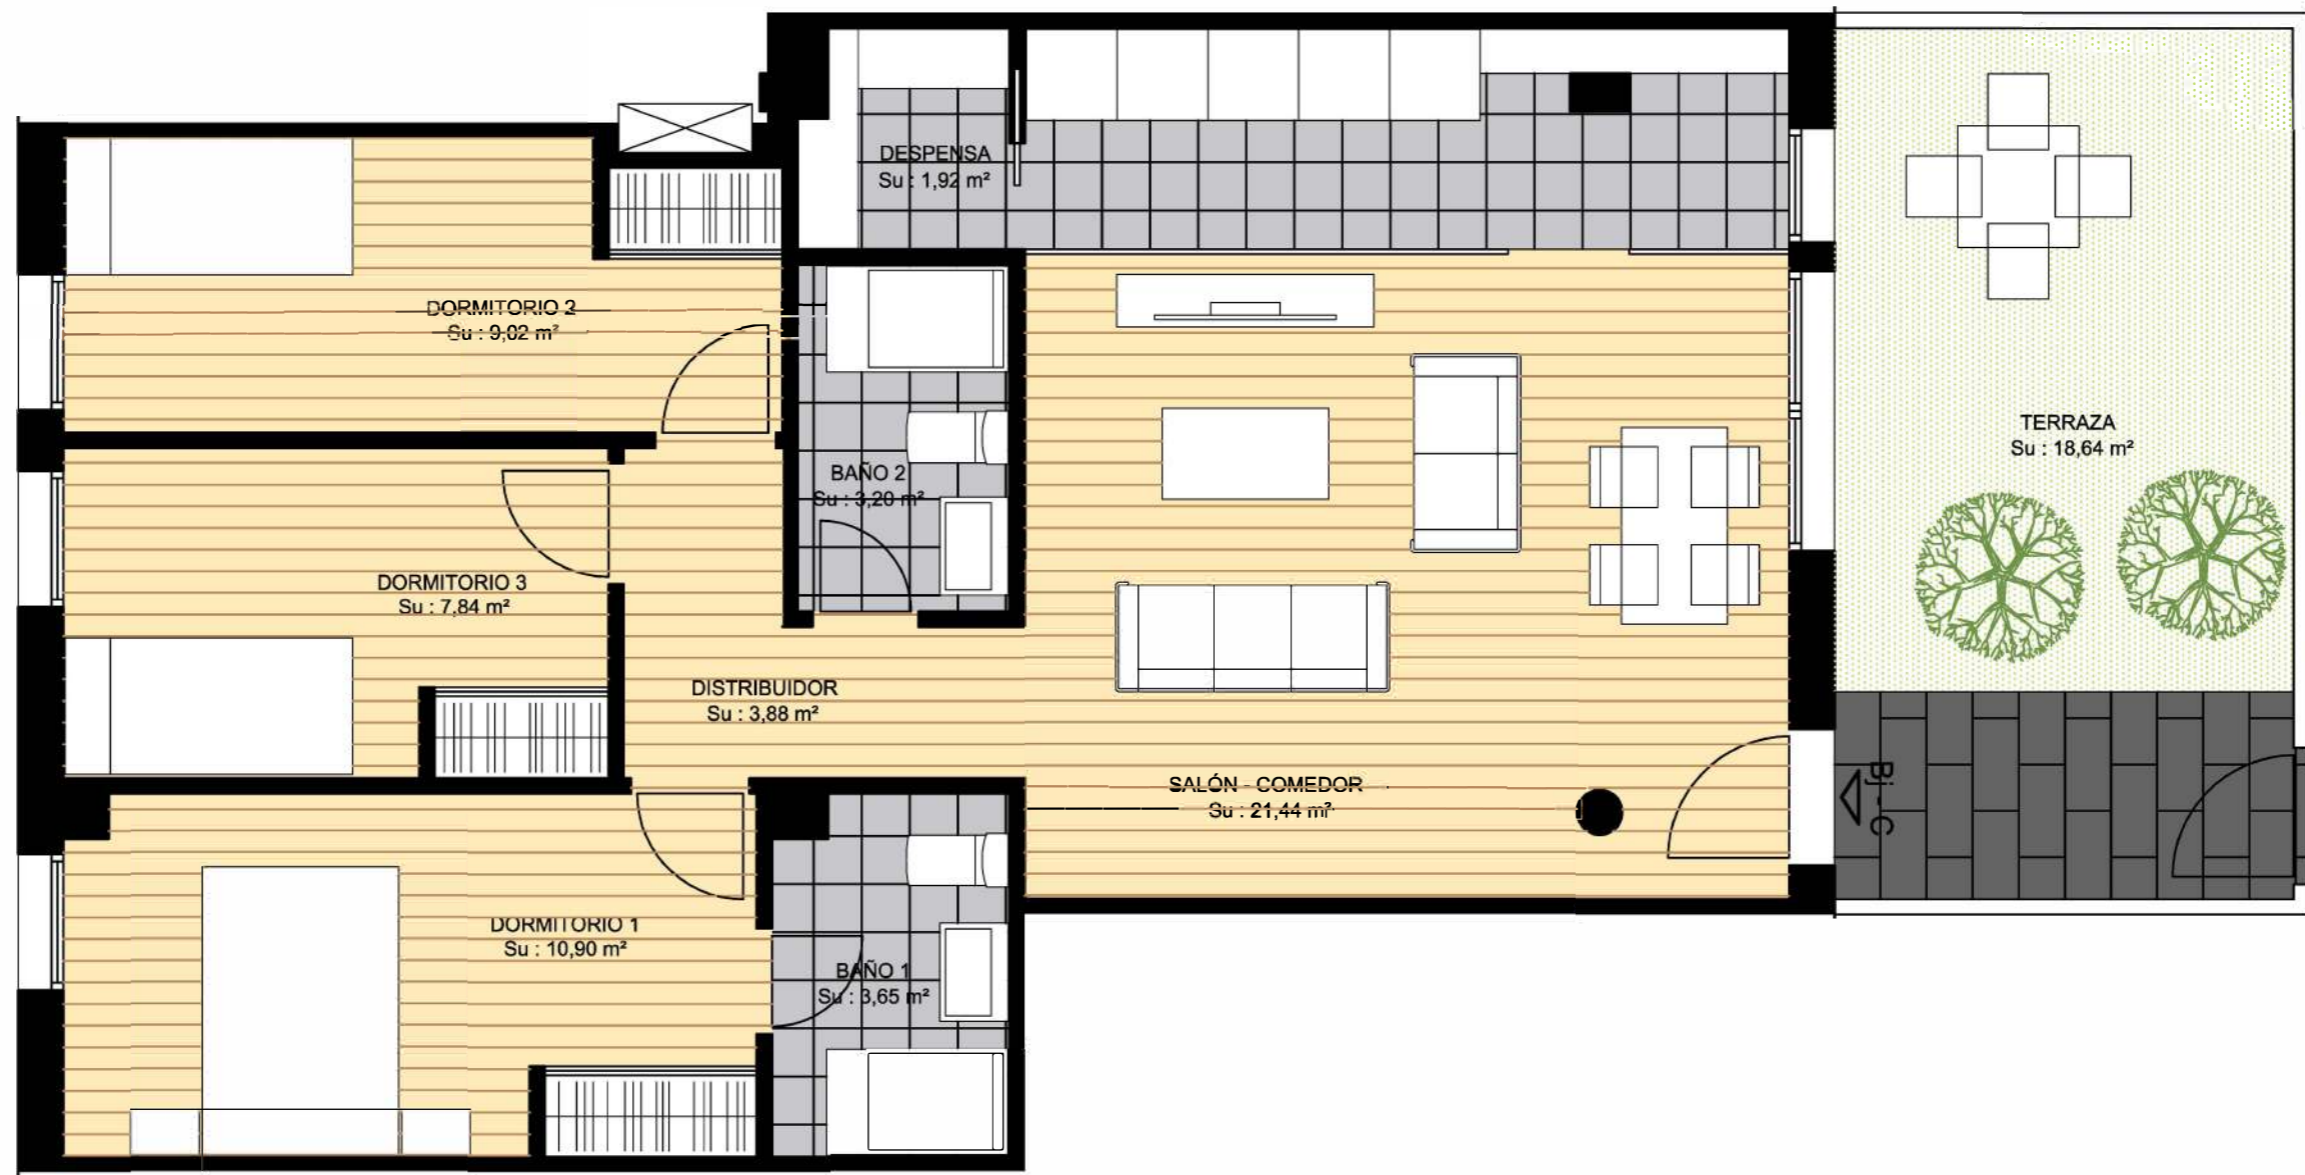 DESPENSA
Su : 1,92 m²
DORMITORIO 2
Su : 9,02 m²
TERRAZA
Su : 18,64 m²
BAÑO 2
Su : 3,20 m²
DORMITORIO 3
Su : 7,84 m²
DISTRIBUIDOR
Su : 3,88 m²
SALÓN - COMEDOR
Su : 21,44 m²
Bj - C
DORMITORIO 1
Su : 10,90 m²
BAÑO 1
Su : 3,65 m²